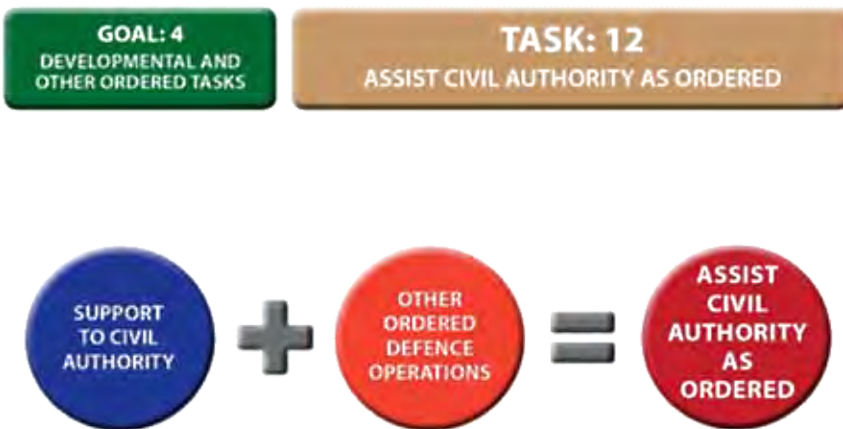 GOAL: 4
DEVELOPMENTAL AND
OTHER ORDERED TASKS
TASK: 12
ASSIST CIVIL AUTHORITY AS ORDERED
SUPPORT
TO CIVIL
AUTHORITY
OTHER
ORDERED
DEFENCE
OPERATIONS
ASSIST
CIVIL
AUTHORITY
AS
ORDERED